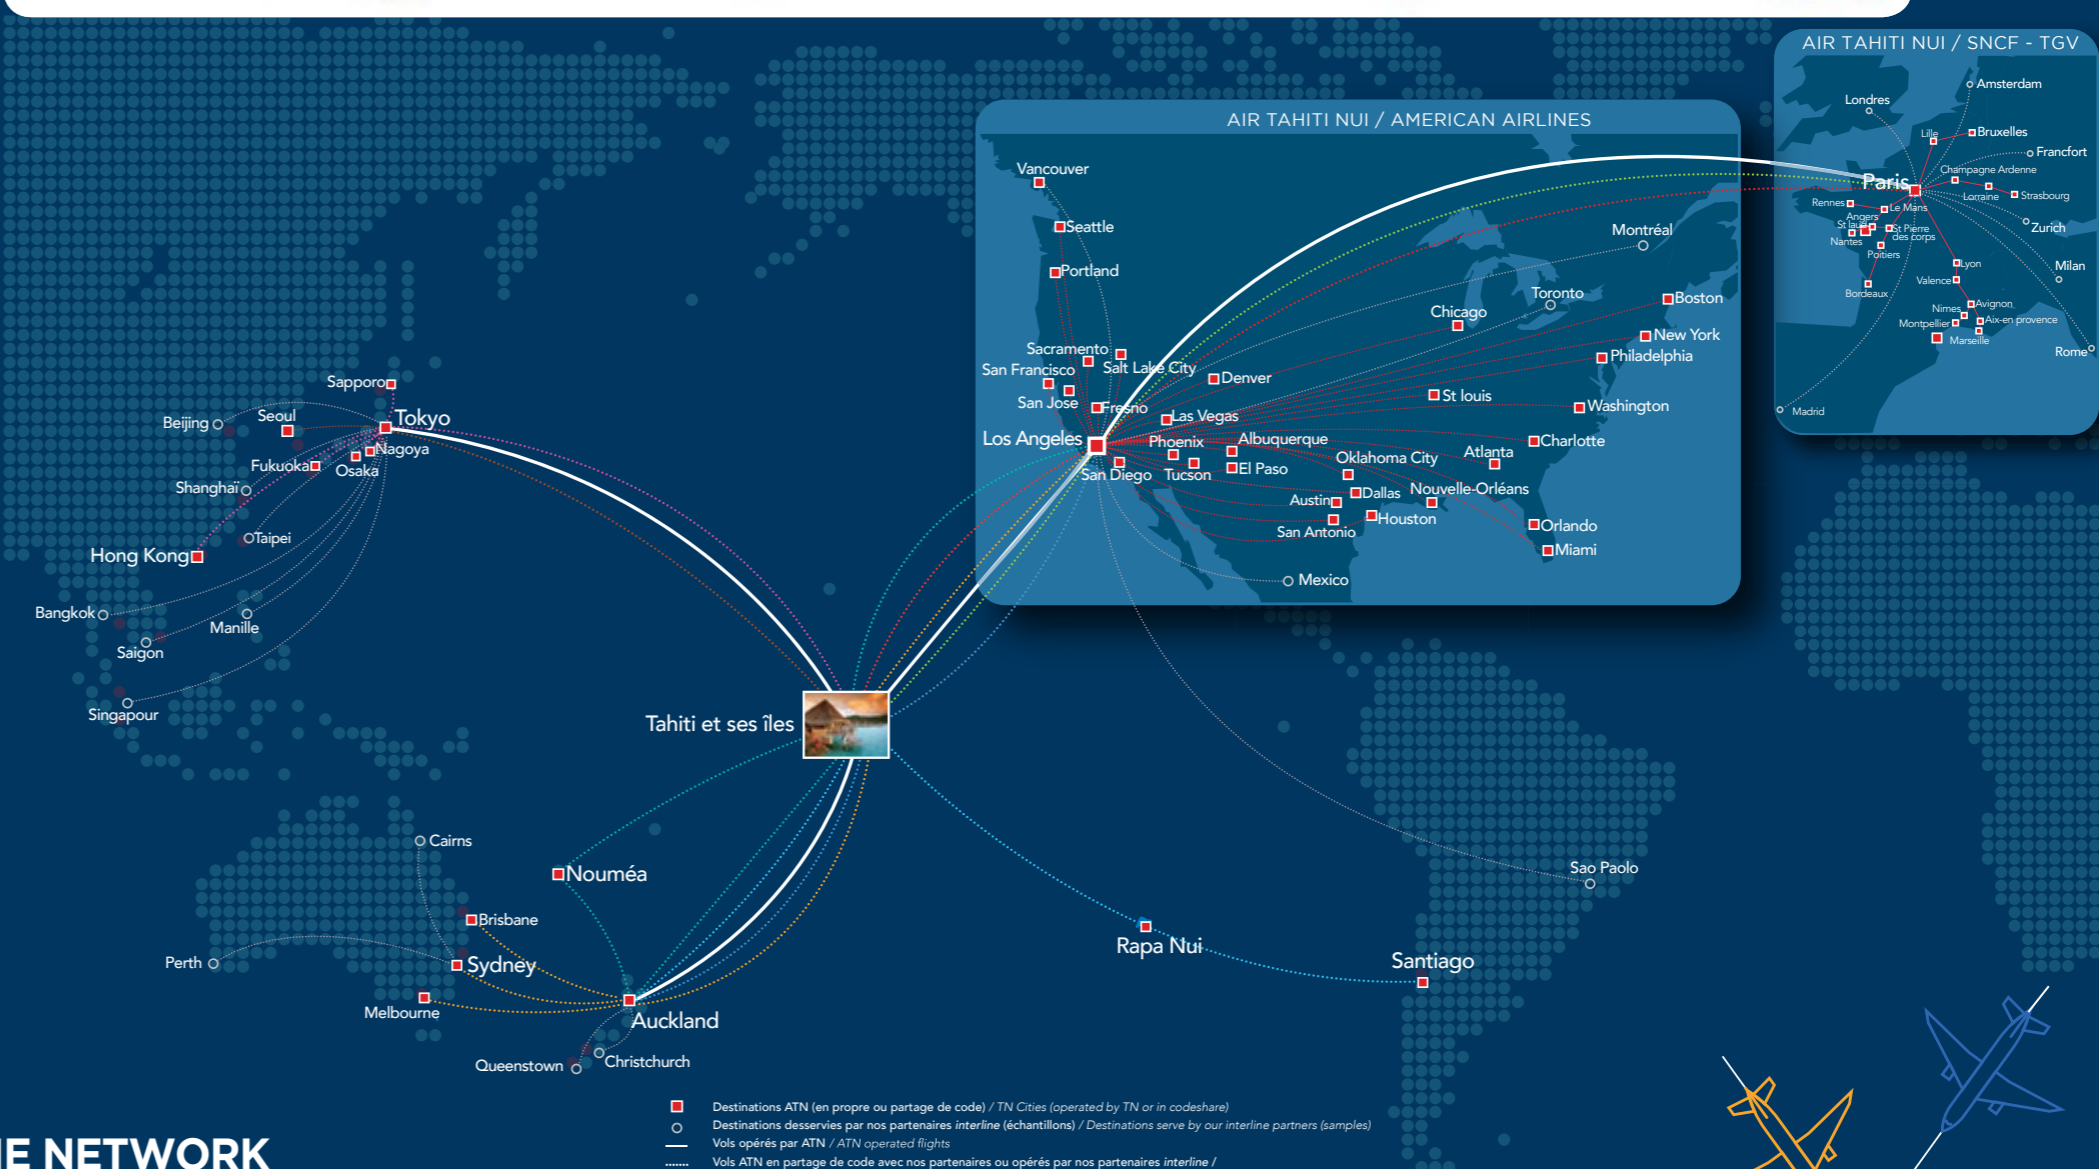 AIR TAHITI NUI / SNCF - TGV
Amsterdam
Londres
Lille
Bruxelles
Francfort
Paris
Champagne Ardenne
Lorraine
Strasbourg
Rennes
Le Mans
Angers
St laud
St Pierre
des corps
Nantes
Zurich
Poitiers
Lyon
Milan
Valence
Bordeaux
Avignon
Nimes
Aix-en provence
Montpellier
Marseille
Rome
Madrid
AIR TAHITI NUI / AMERICAN AIRLINES
Vancouver
Seattle
Portland
Montréal
Toronto
Boston
Chicago
New York
Philadelphia
Sacramento
Salt Lake City
San Francisco
Denver
San Jose
Fresno
St louis
Washington
Las Vegas
Los Angeles
Phoenix
Albuquerque
Charlotte
Oklahoma City
Atlanta
San Diego
Tucson
El Paso
Dallas
Nouvelle-Orléans
Austin
Houston
San Antonio
Orlando
Miami
Mexico
Sapporo
Beijing
Seoul
Tokyo
Nagoya
Fukuoka
Osaka
Shanghaï
Taipei
Hong Kong
Bangkok
Manille
Saigon
Singapour
Tahiti et ses îles
Cairns
Nouméa
Brisbane
Perth
Sydney
Melbourne
Auckland
Queenstown
Christchurch
Sao Paolo
Rapa Nui
Santiago
Destinations ATN (en propre ou partage de code) / TN Cities (operated by TN or in codeshare)
Destinations desservies par nos partenaires interline (échantillons) / Destinations serve by our interline partners (samples)
Vols opérés par ATN / ATN operated flights
Vols ATN en partage de code avec nos partenaires ou opérés par nos partenaires interline /
NETWORK